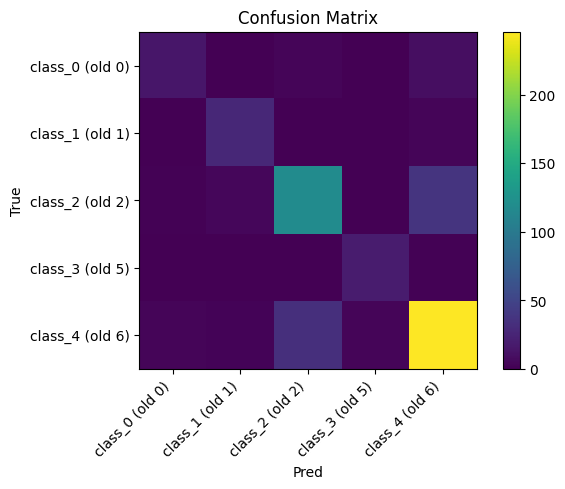 Confusion Matrix
True
class_0 (old 0)
class_1 (old 1)
class_2 (old 2)
class_3 (old 5)
class_4 (old 6)
class_0 (old 0)
class_1 (old 1)
class_2 (old 2)
class_3 (old 5)
class_4 (old 6)
Pred
200
150
100
50
0